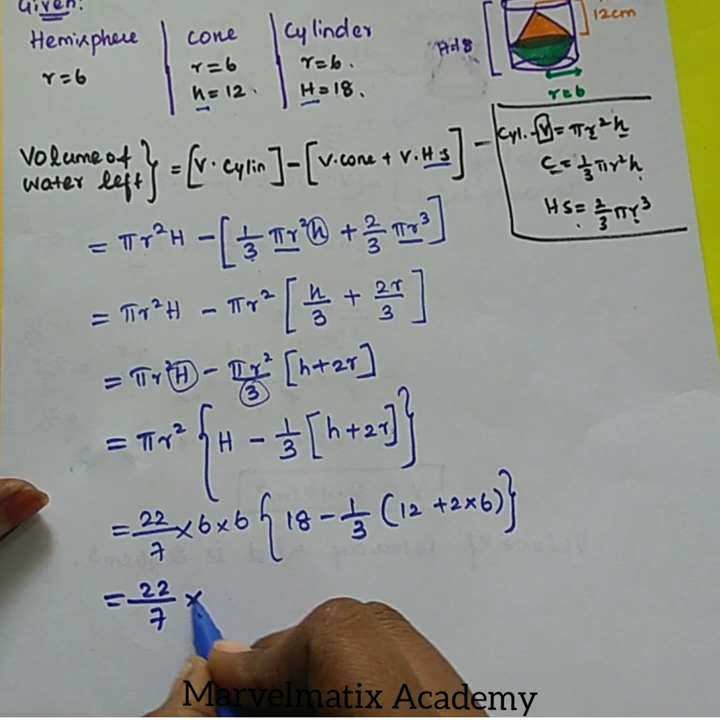 Given:
Hemisphere | cone | Cylinder
r=6 | r=6 | r=6.
h=12. | H=18.
12cm
H=18
r=6
Volume of water left } = [V. Cylin] - [V.cone + V.HS]
Cyl. V = πr²h
C = 1/3 πr²h
HS = 2/3 πr³
= πr²H - [1/3 πr²h + 2/3 πr³]
= πr²H - πr² [h/3 + 2r/3]
= πr²H - πr²/3 [h+2r]
= πr² {H - 1/3 [h+2r]}
= 22/7 ×6×6 {18 - 1/3 (12 +2×6)}
= 22/7 ×
Marvelmatix Academy